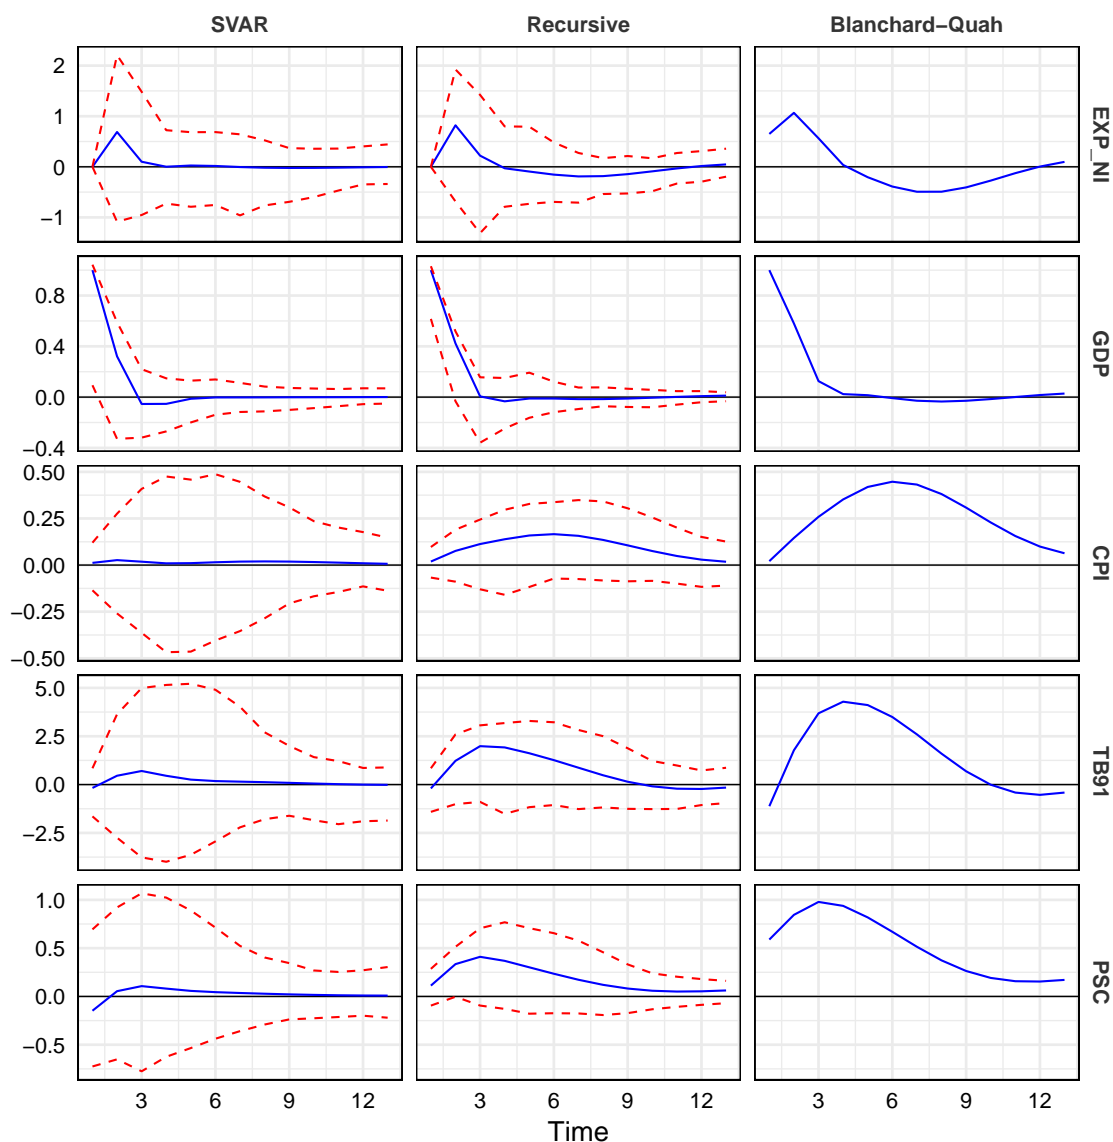 SVAR Recursive Blanchard−Quah
2
1
0
−1
EXP_NI
0.8
0.4
0.0
−0.4
GDP
0.50
0.25
0.00
−0.25
−0.50
CPI
5.0
2.5
0.0
−2.5
TB91
1.0
0.5
0.0
−0.5
PSC
3 6 9 12 3 6 9 12 3 6 9 12
Time